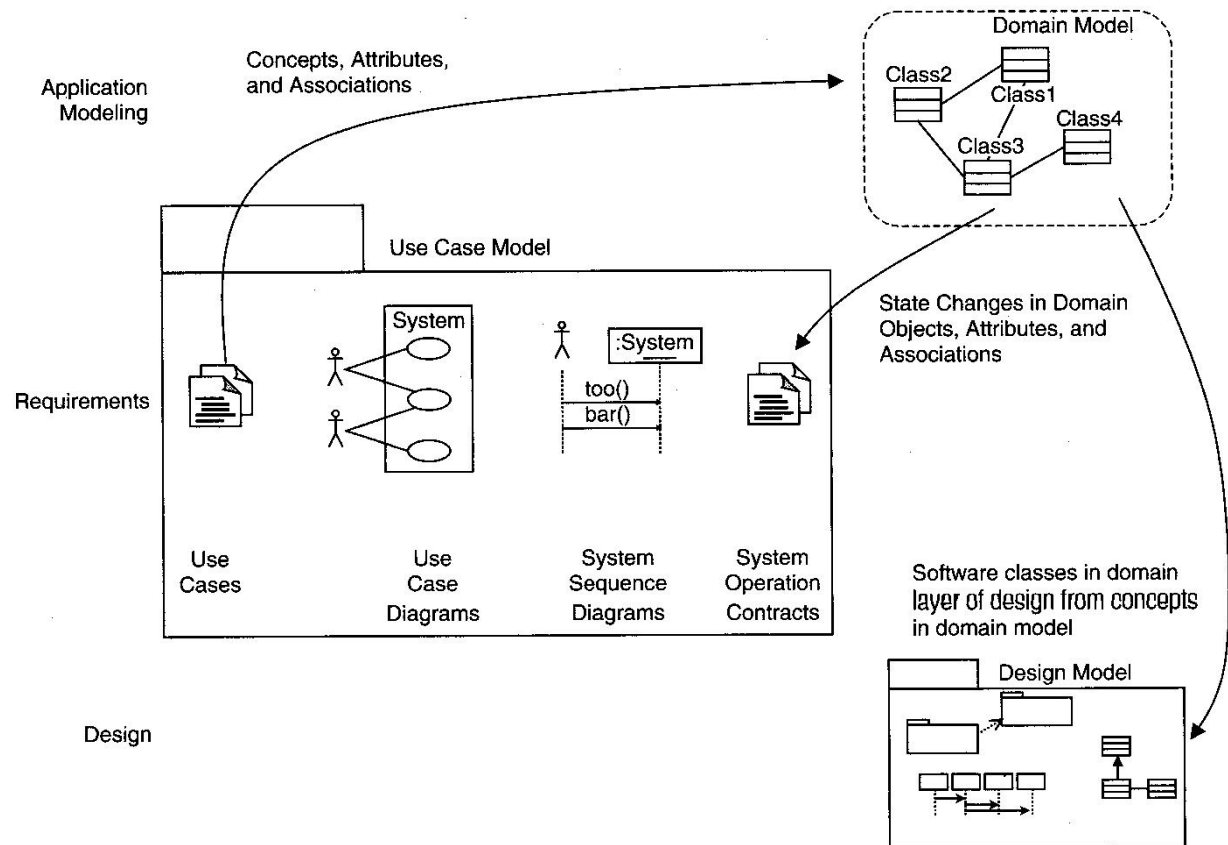 Application
Modeling
Concepts, Attributes,
and Associations
Domain Model
Class2
Class1
Class4
Class3
Use Case Model
State Changes in Domain
Objects, Attributes, and
Associations
Requirements
System
:System
too()
bar()
Use
Cases
Use
Case
Diagrams
System
Sequence
Diagrams
System
Operation
Contracts
Software classes in domain
layer of design from concepts
in domain model
Design
Design Model